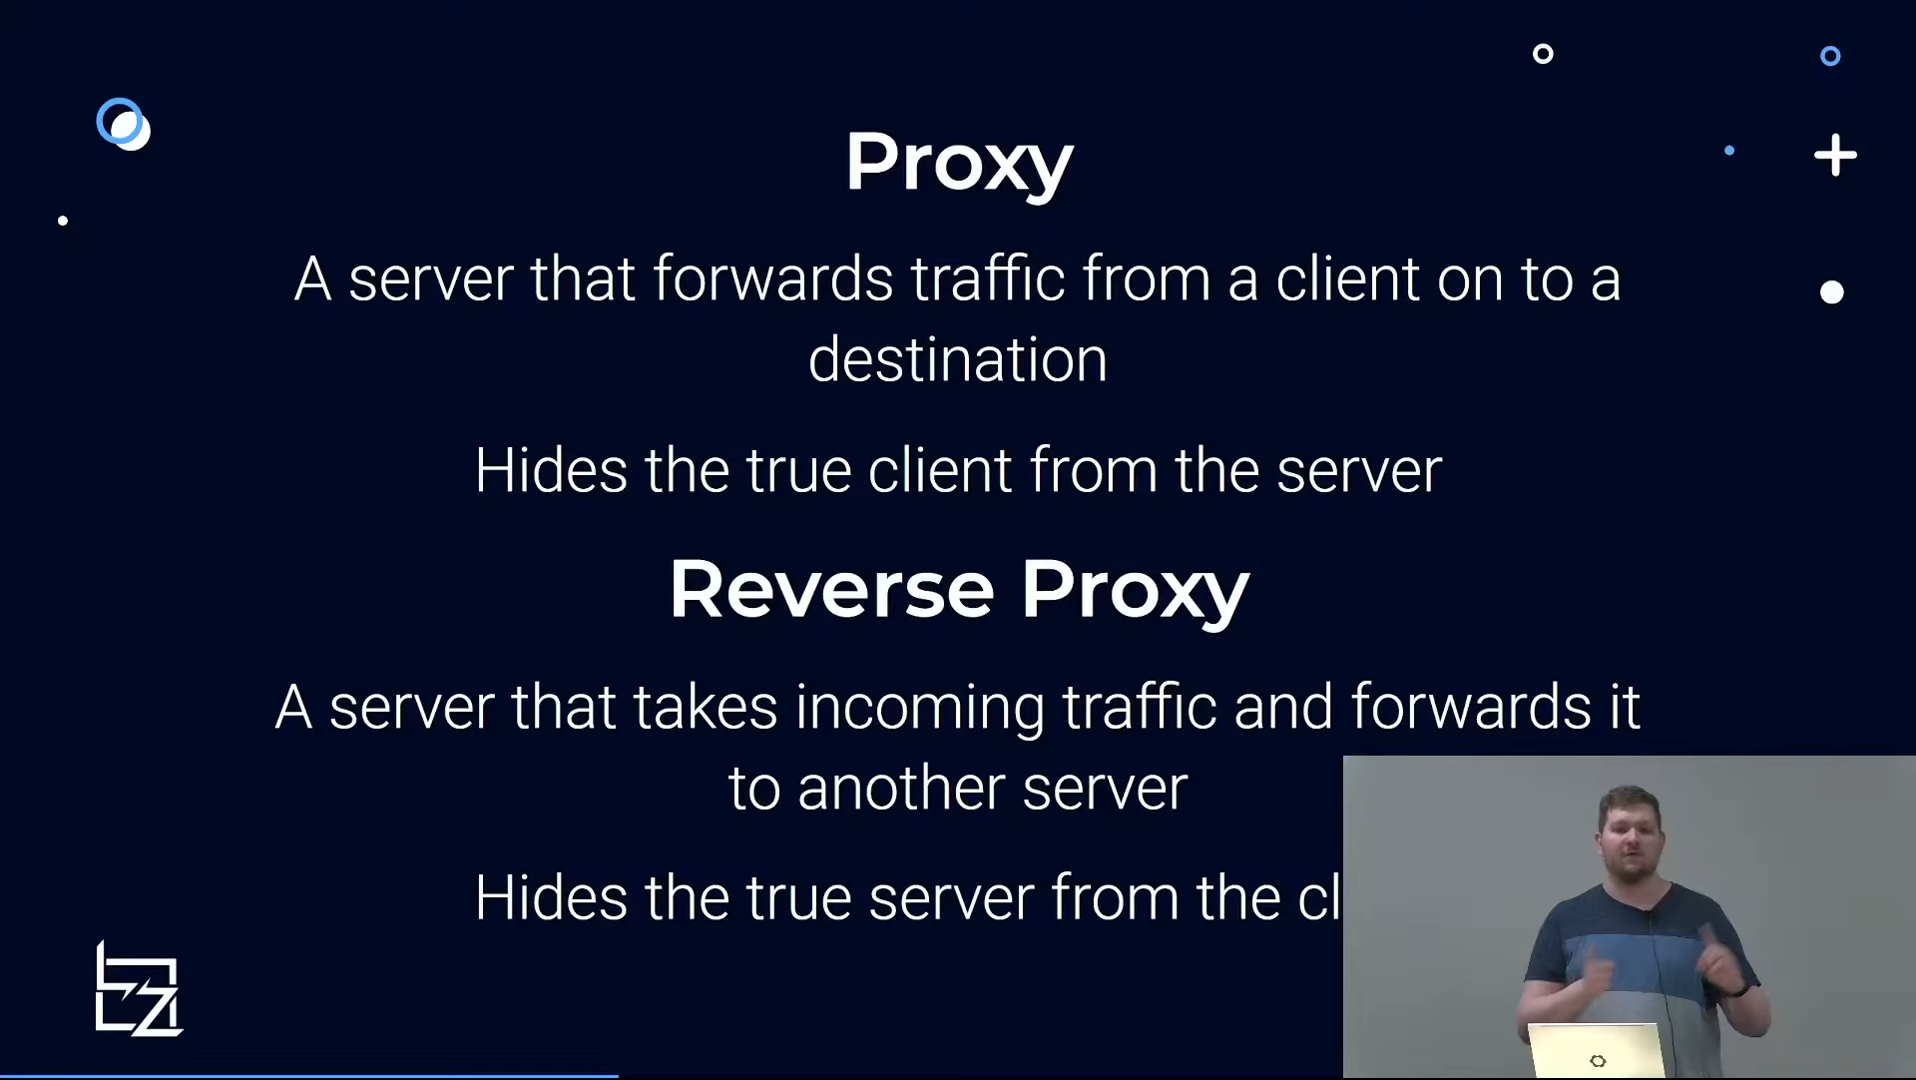 Proxy
A server that forwards traffic from a client on to a
destination
Hides the true client from the server
Reverse Proxy
A server that takes incoming traffic and forwards it
to another server
Hides the true server from the cl